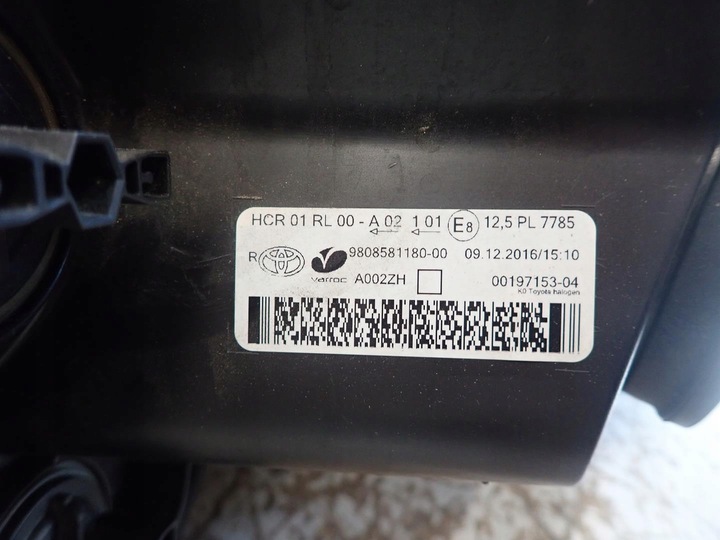 HCR 01 RL 00 - A 02 1 01 E8 12,5 PL 7785
R varroc 9808581180-00 09.12.2016/15:10
A002ZH 00197153-04
K0 Toyota halogen